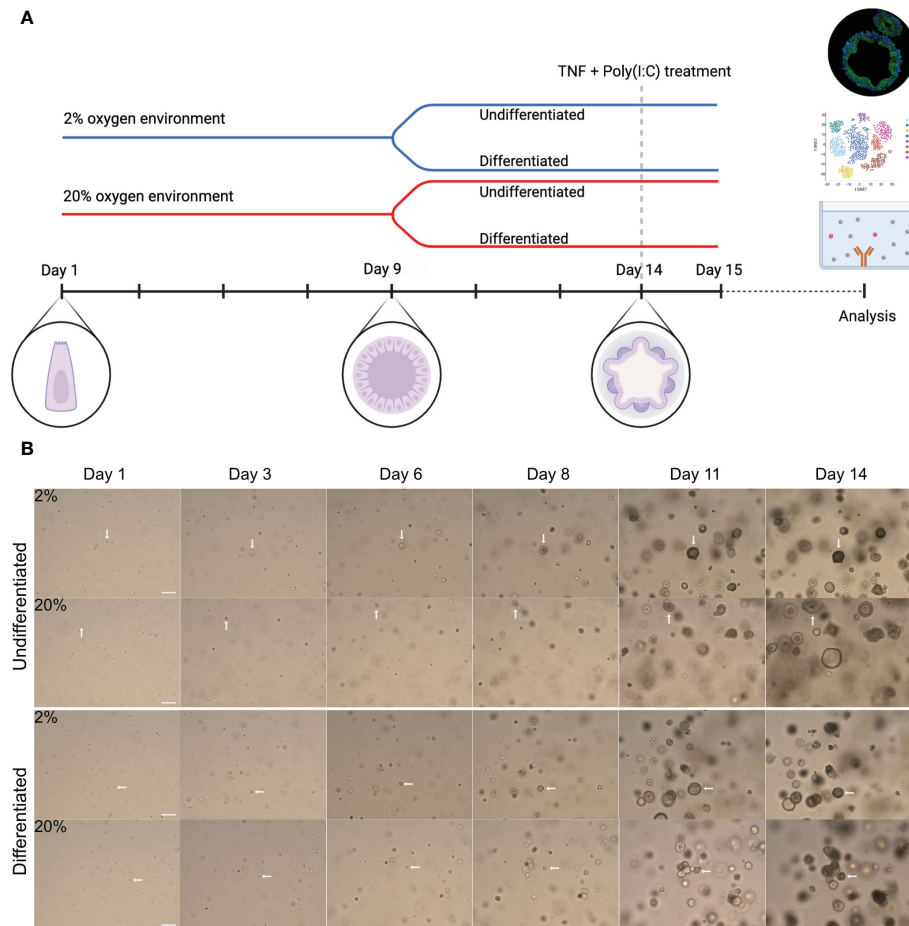 A
TNF + Poly(I:C) treatment
2% oxygen environment
Undifferentiated
Differentiated
20% oxygen environment
Undifferentiated
Differentiated
Day 1
Day 9
Day 14
Day 15
Analysis
B
Day 1
Day 3
Day 6
Day 8
Day 11
Day 14
Undifferentiated
2%
20%
Differentiated
2%
20%